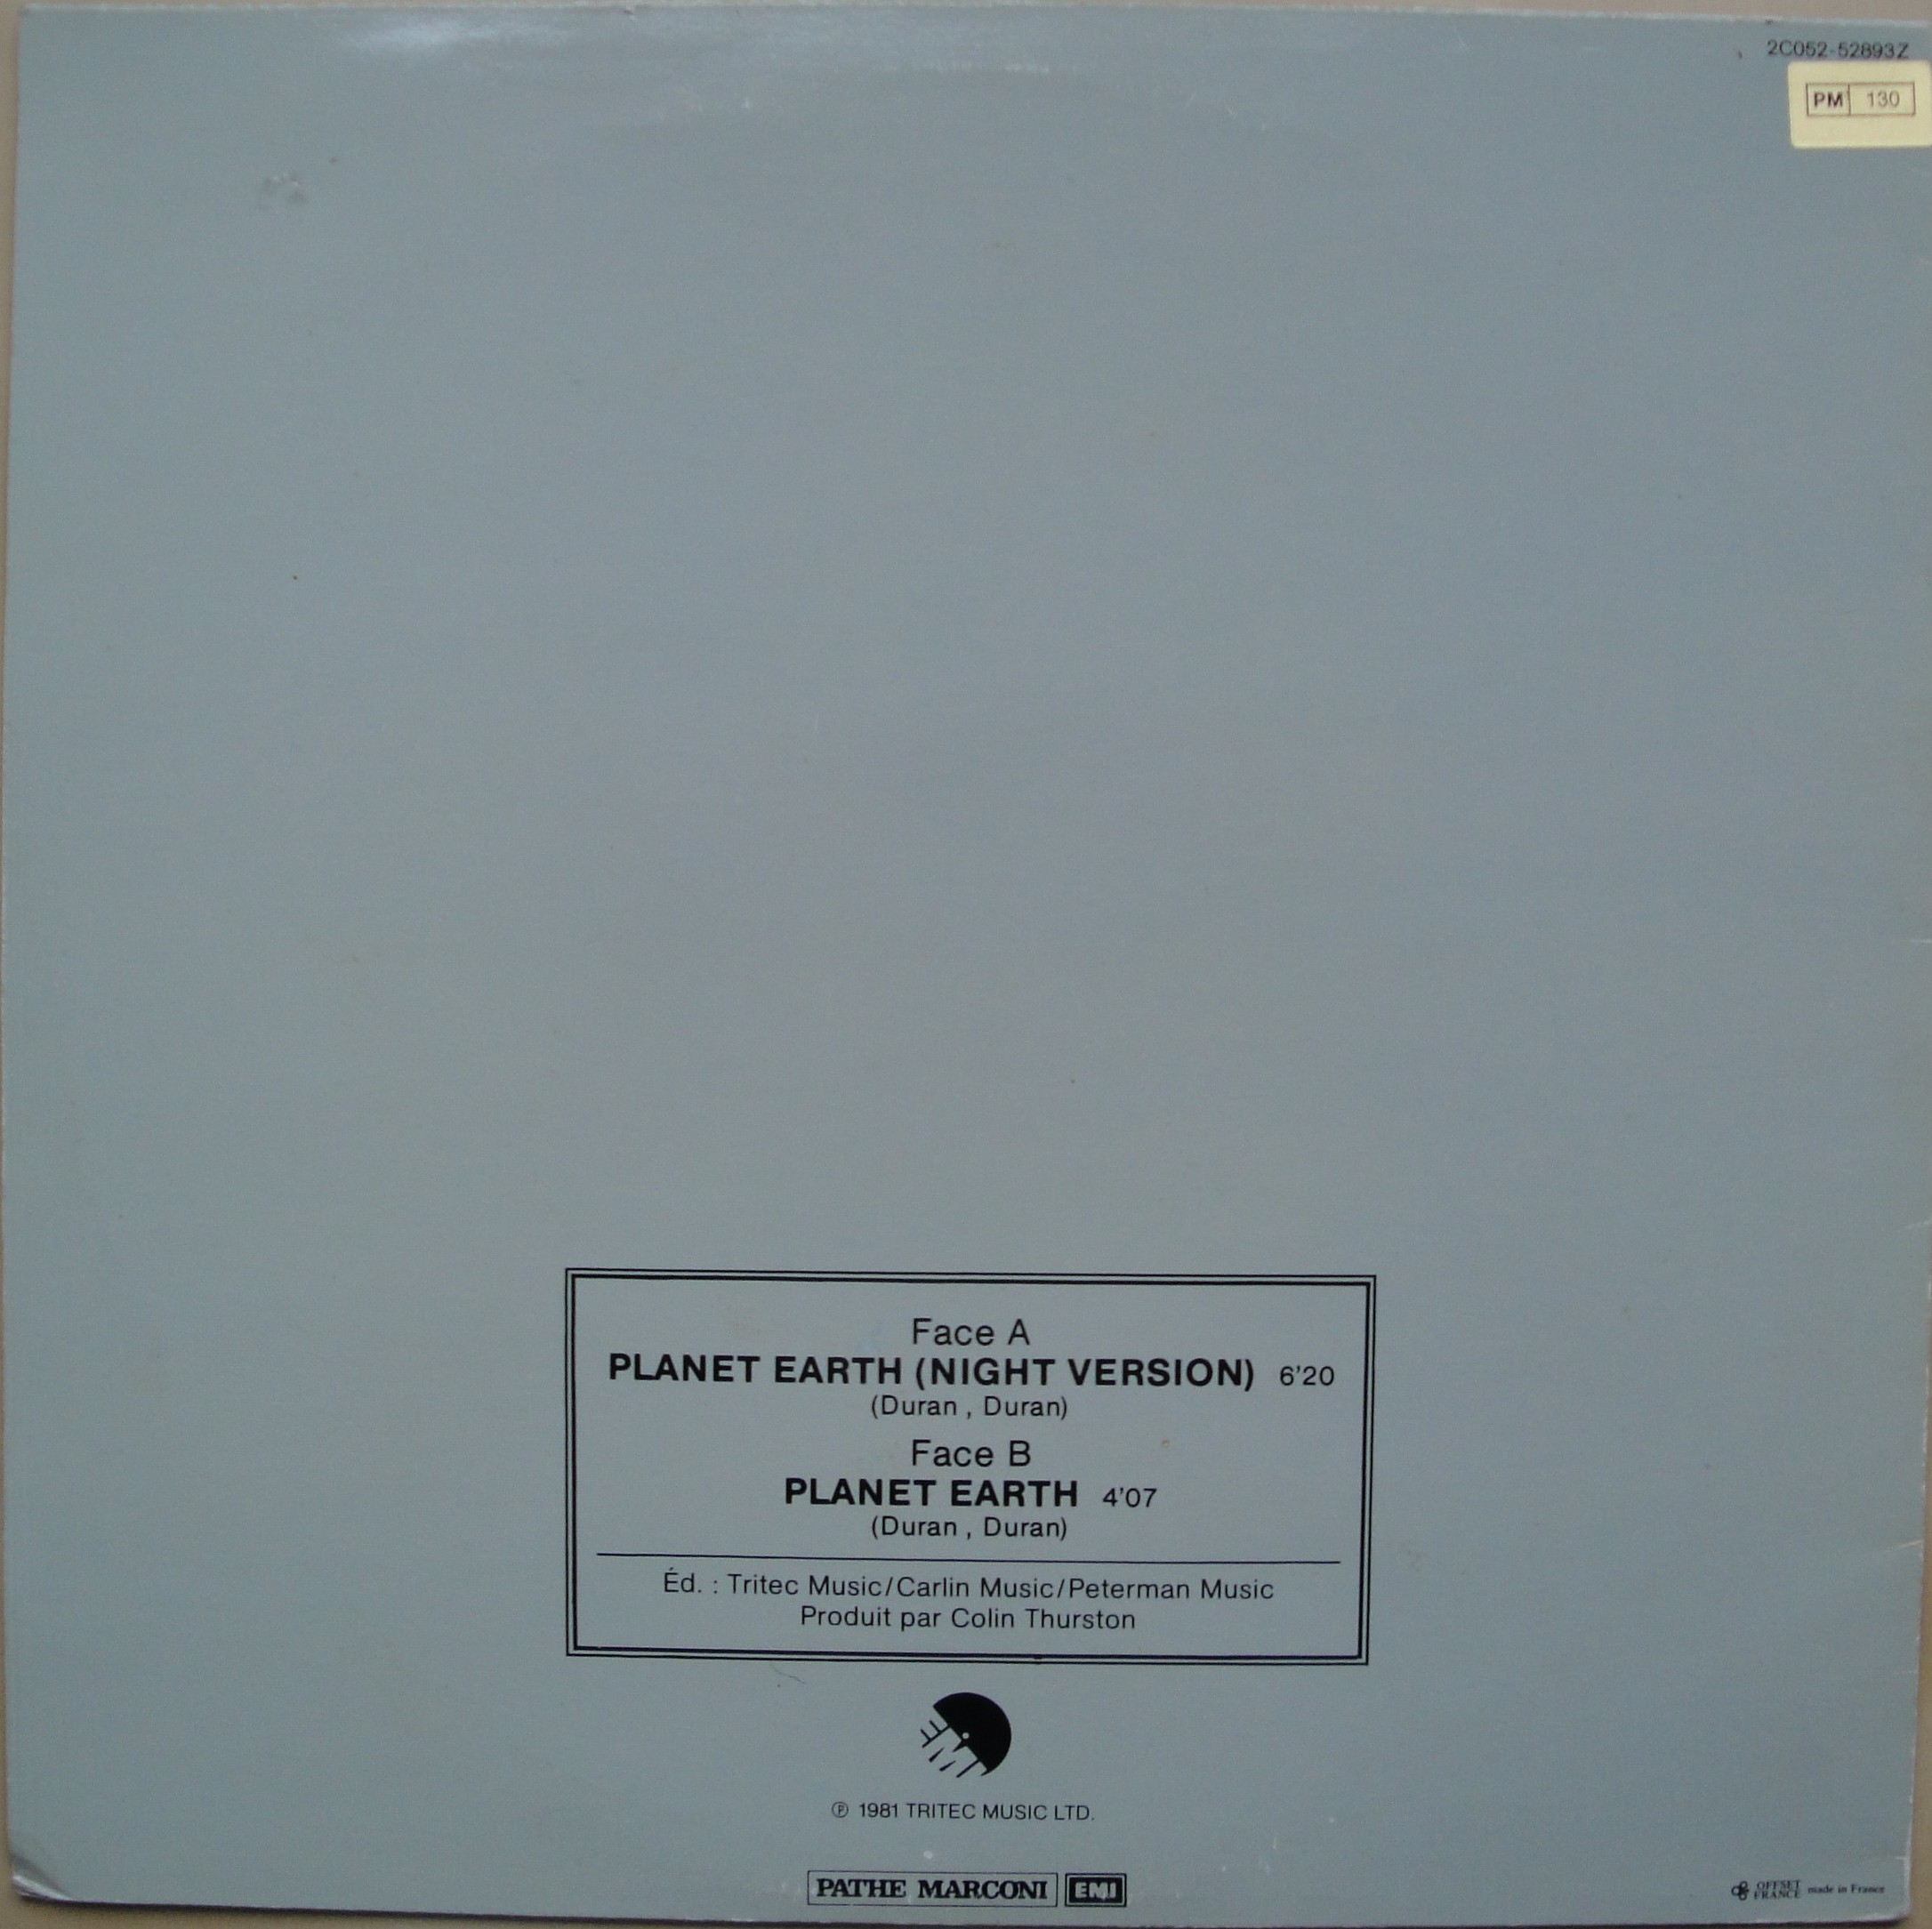 2C052-52893Z
PM 130
Face A
PLANET EARTH (NIGHT VERSION) 6'20
(Duran , Duran)
Face B
PLANET EARTH 4'07
(Duran , Duran)
Éd. : Tritec Music/Carlin Music/Peterman Music
Produit par Colin Thurston
EMI
℗ 1981 TRITEC MUSIC LTD.
PATHE MARCONI EMI
OFFSET FRANCE made in France